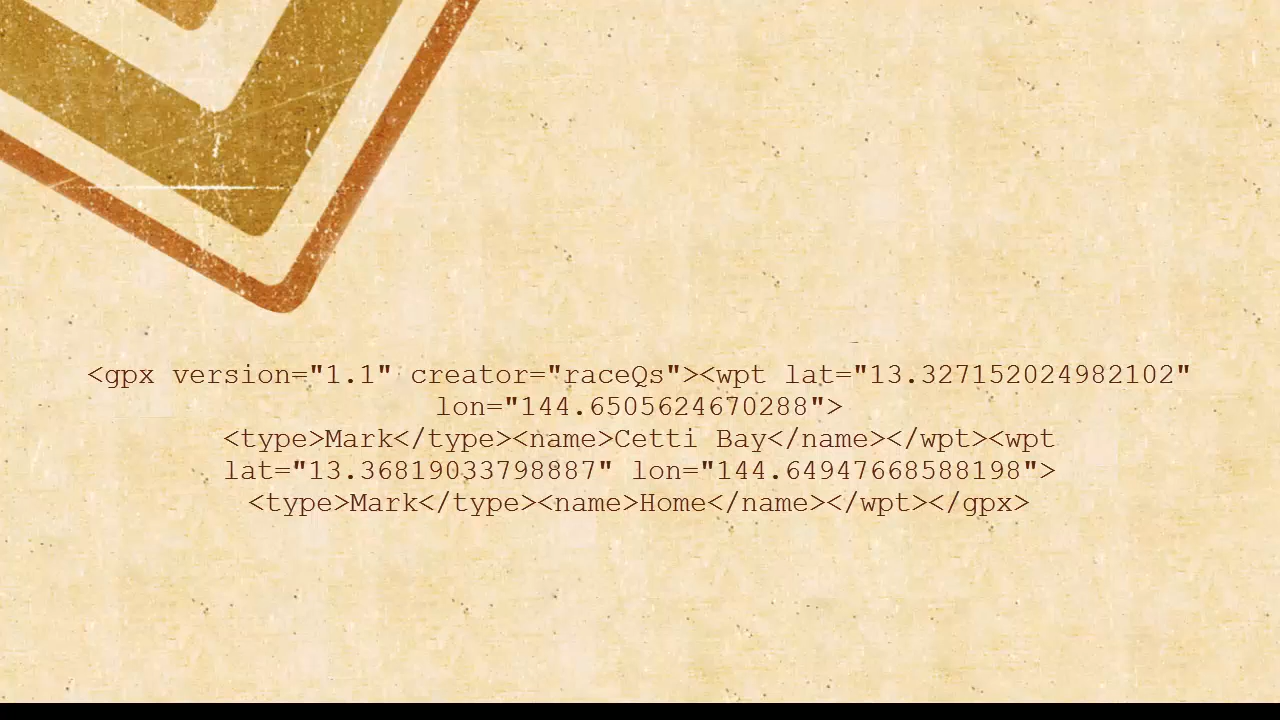 <gpx version="1.1" creator="raceQs"><wpt lat="13.327152024982102"
lon="144.6505624670288">
<type>Mark</type><name>Cetti Bay</name></wpt><wpt
lat="13.36819033798887" lon="144.64947668588198">
<type>Mark</type><name>Home</name></wpt></gpx>